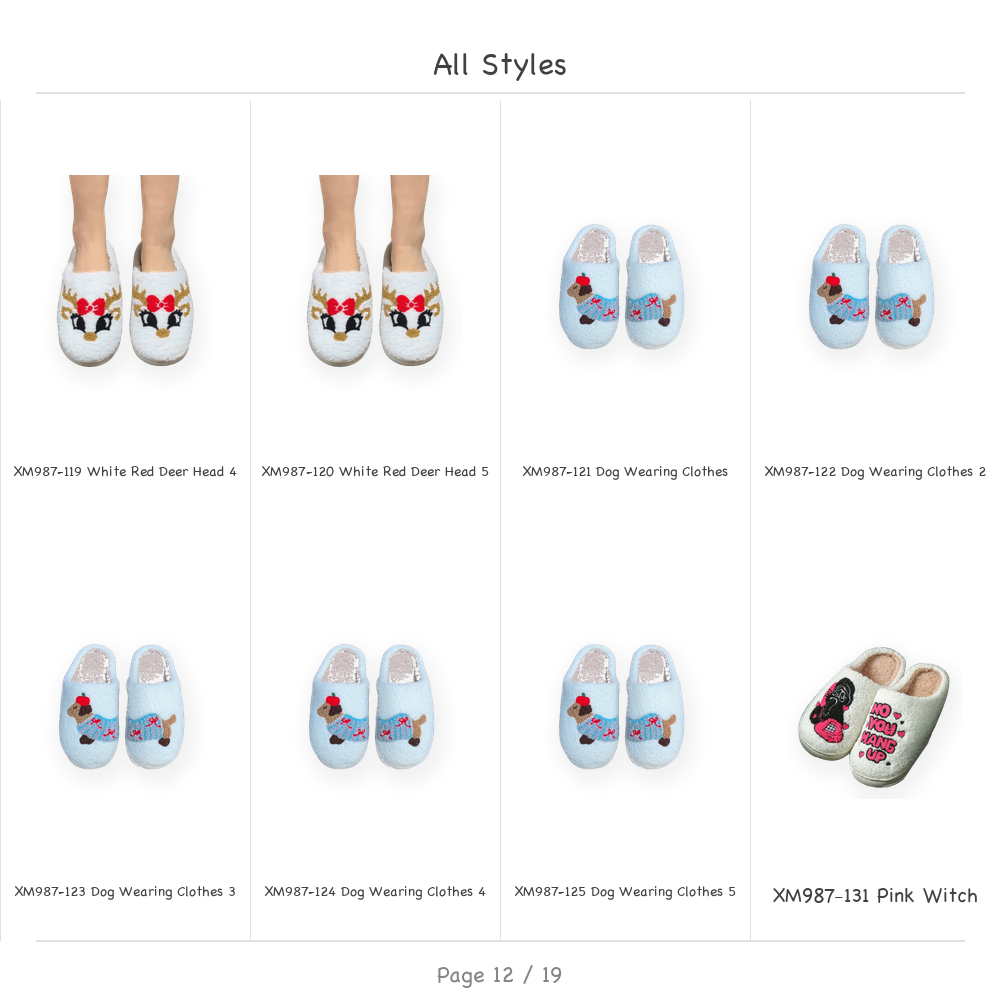 All Styles
XM987-119 White Red Deer Head 4
XM987-120 White Red Deer Head 5
XM987-121 Dog Wearing Clothes
XM987-122 Dog Wearing Clothes 2
XM987-123 Dog Wearing Clothes 3
XM987-124 Dog Wearing Clothes 4
XM987-125 Dog Wearing Clothes 5
NO
YOU
HANG
UP
XM987-131 Pink Witch
Page 12 / 19